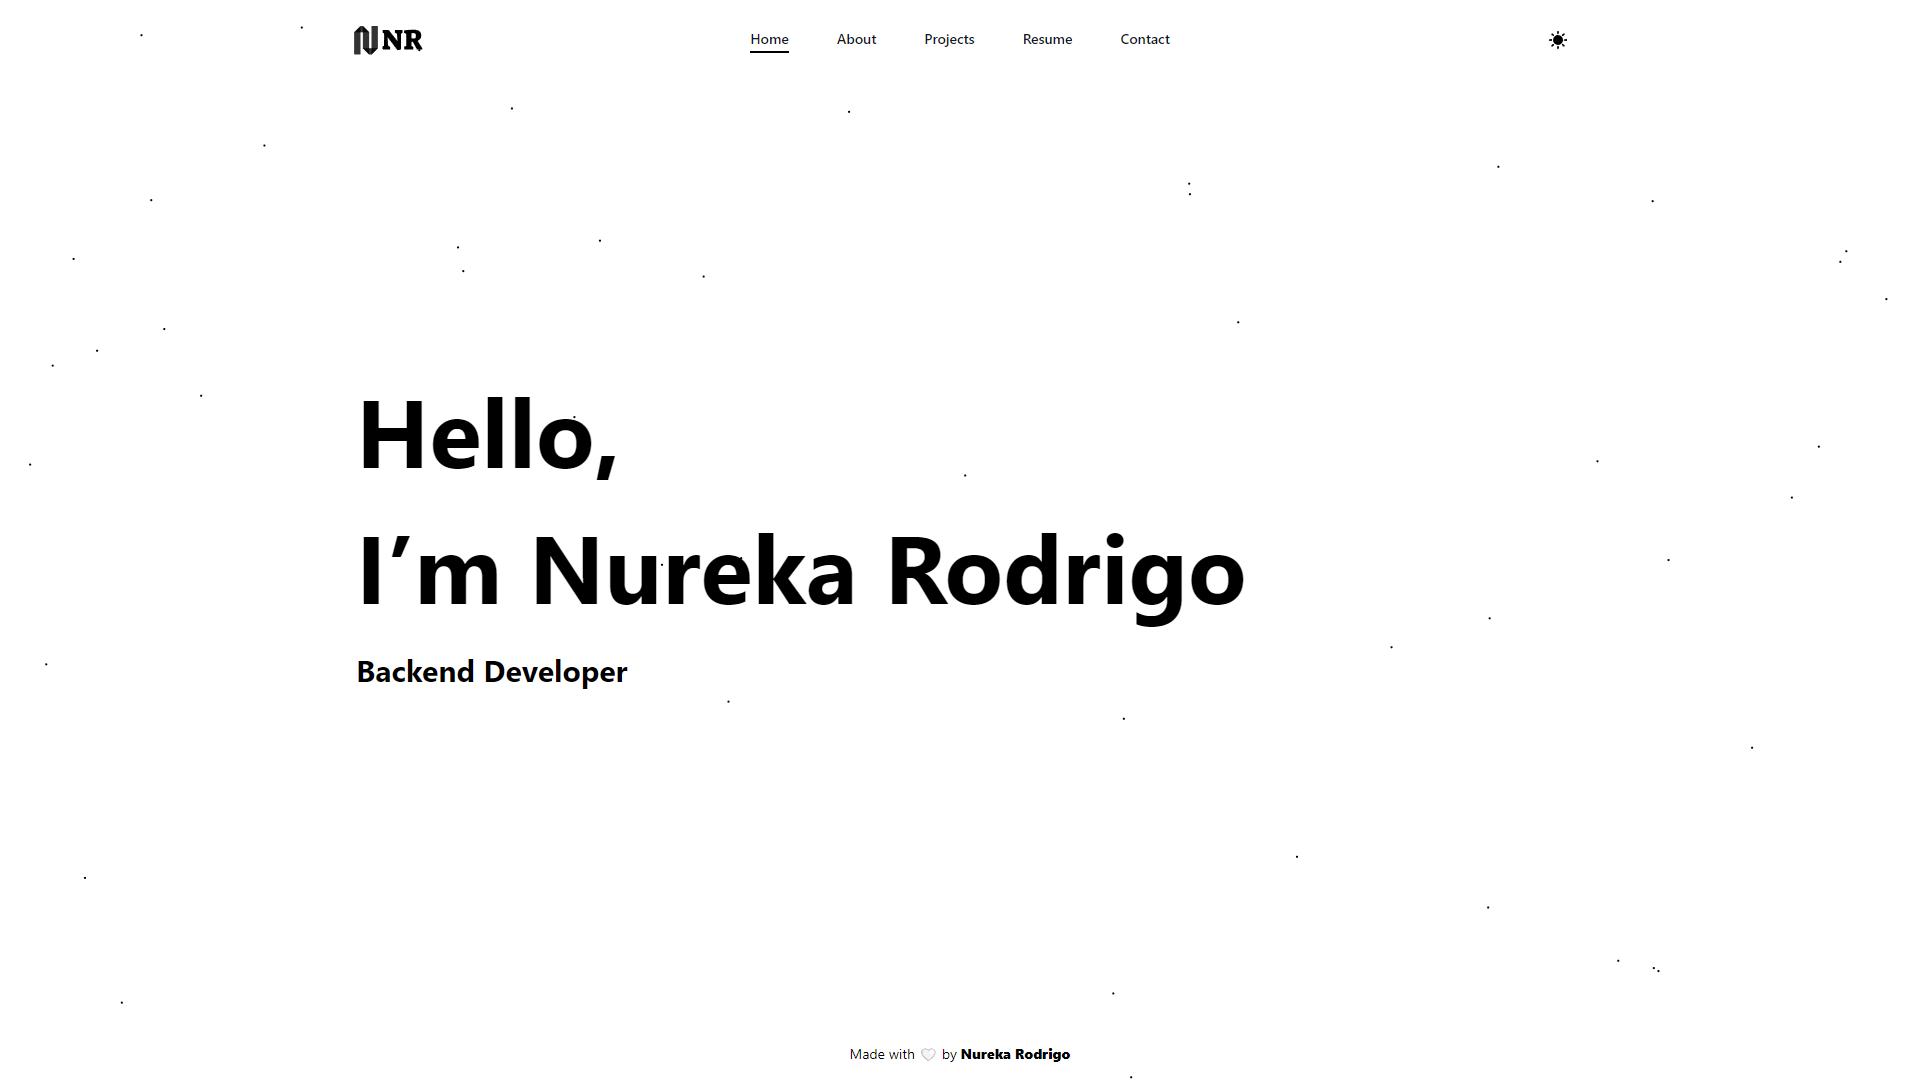 NR
Home About Projects Resume Contact
Hello,
I’m Nureka Rodrigo
Backend Developer
Made with 🤍 by Nureka Rodrigo